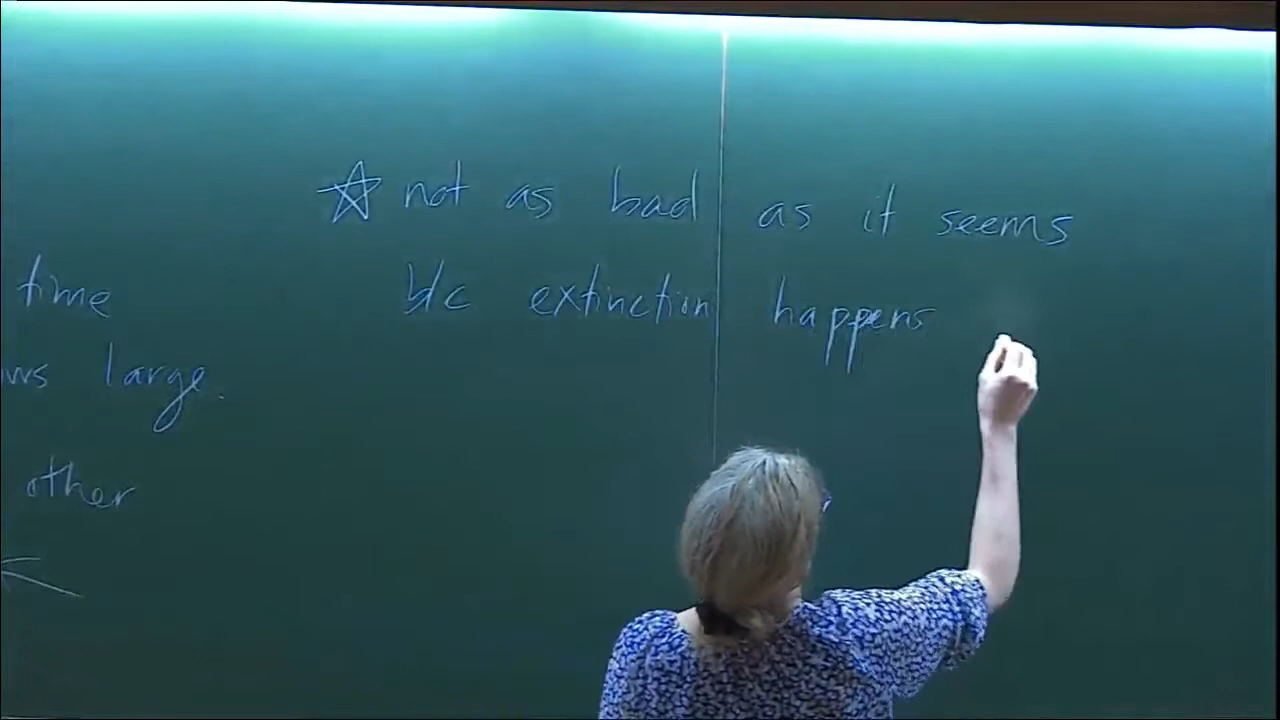 ☆ not as bad as it seems
b/c extinction happens
time
ws large.
other